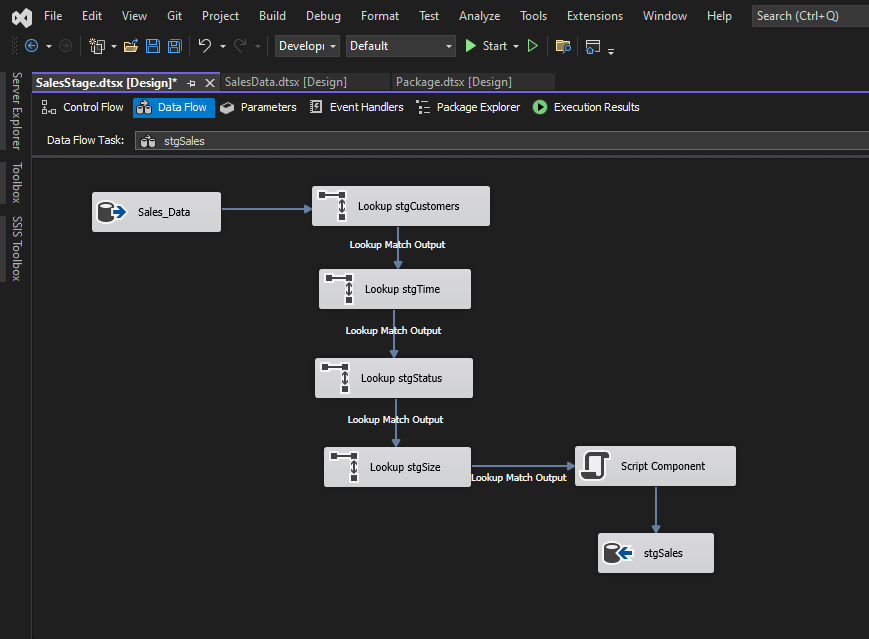 File Edit View Git Project Build Debug Format Test Analyze Tools Extensions Window Help Search (Ctrl+Q)
Developr Default Start
SalesStage.dtsx [Design]* SalesData.dtsx [Design] Package.dtsx [Design]
Control Flow Data Flow Parameters Event Handlers Package Explorer Execution Results
Data Flow Task: stgSales
Server Explorer
Toolbox
SSIS Toolbox
Sales_Data
Lookup stgCustomers
Lookup Match Output
Lookup stgTime
Lookup Match Output
Lookup stgStatus
Lookup Match Output
Lookup stgSize
Lookup Match Output
Script Component
stgSales